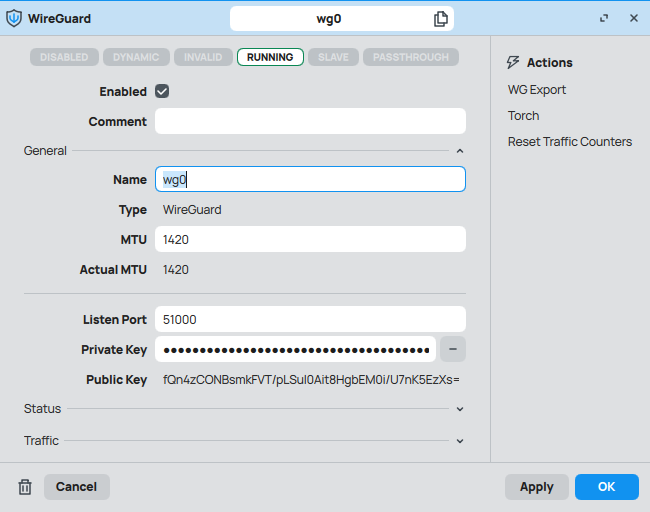 WireGuard
wg0
DISABLED DYNAMIC INVALID RUNNING SLAVE PASSTHROUGH
Enabled
Comment
General
Name wg0
Type WireGuard
MTU 1420
Actual MTU 1420
Listen Port 51000
Private Key
Public Key fQn4zCONBsmkFVT/pLSuI0Ait8HgbEM0i/U7nK5EzXs=
Status
Traffic
Actions
WG Export
Torch
Reset Traffic Counters
Cancel Apply OK